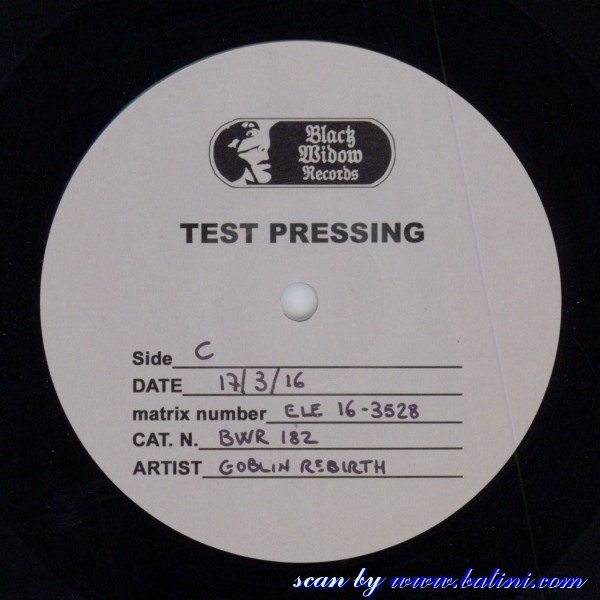 Black
Widow
Records
TEST PRESSING
Side C
DATE 17/3/16
matrix number ELE 16-3528
CAT. N. BWR 182
ARTIST GOBLIN REBIRTH
scan by www.batini.com